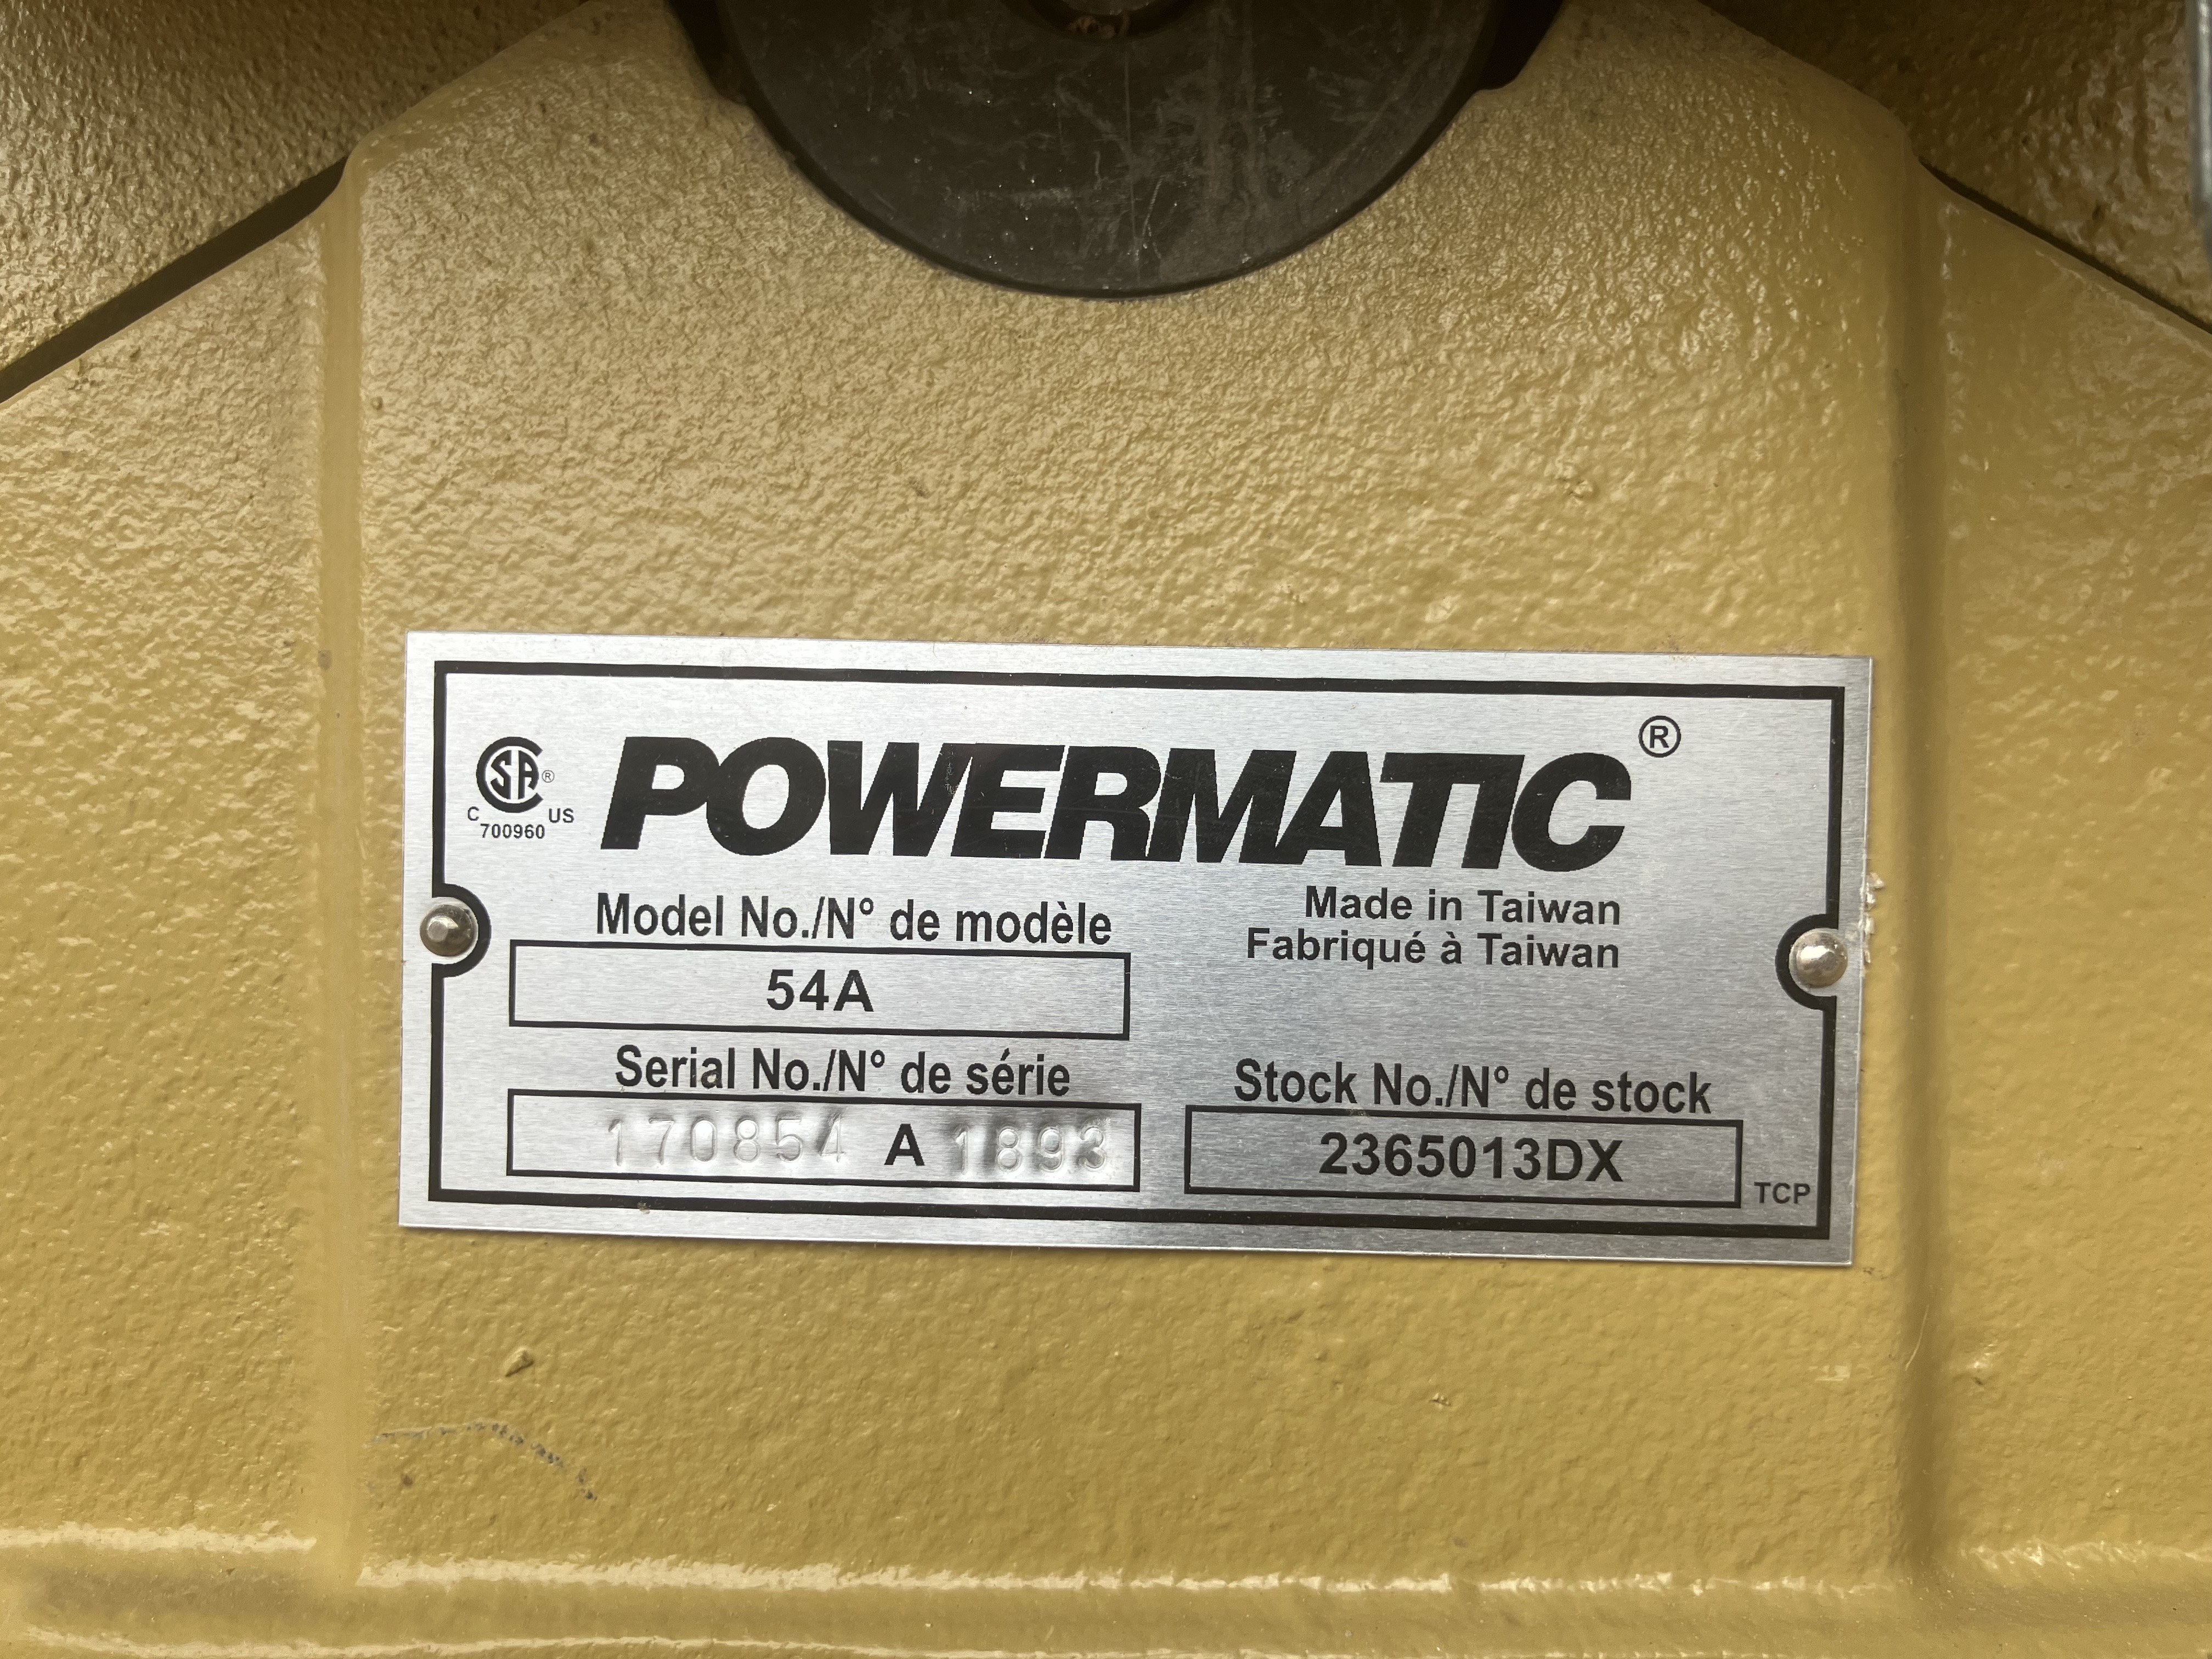 POWERMATIC®
CSA®
C US
700960
Made in Taiwan
Fabriqué à Taiwan
Model No./N° de modèle
54A
Serial No./N° de série
170854 A 1893
Stock No./N° de stock
2365013DX
TCP